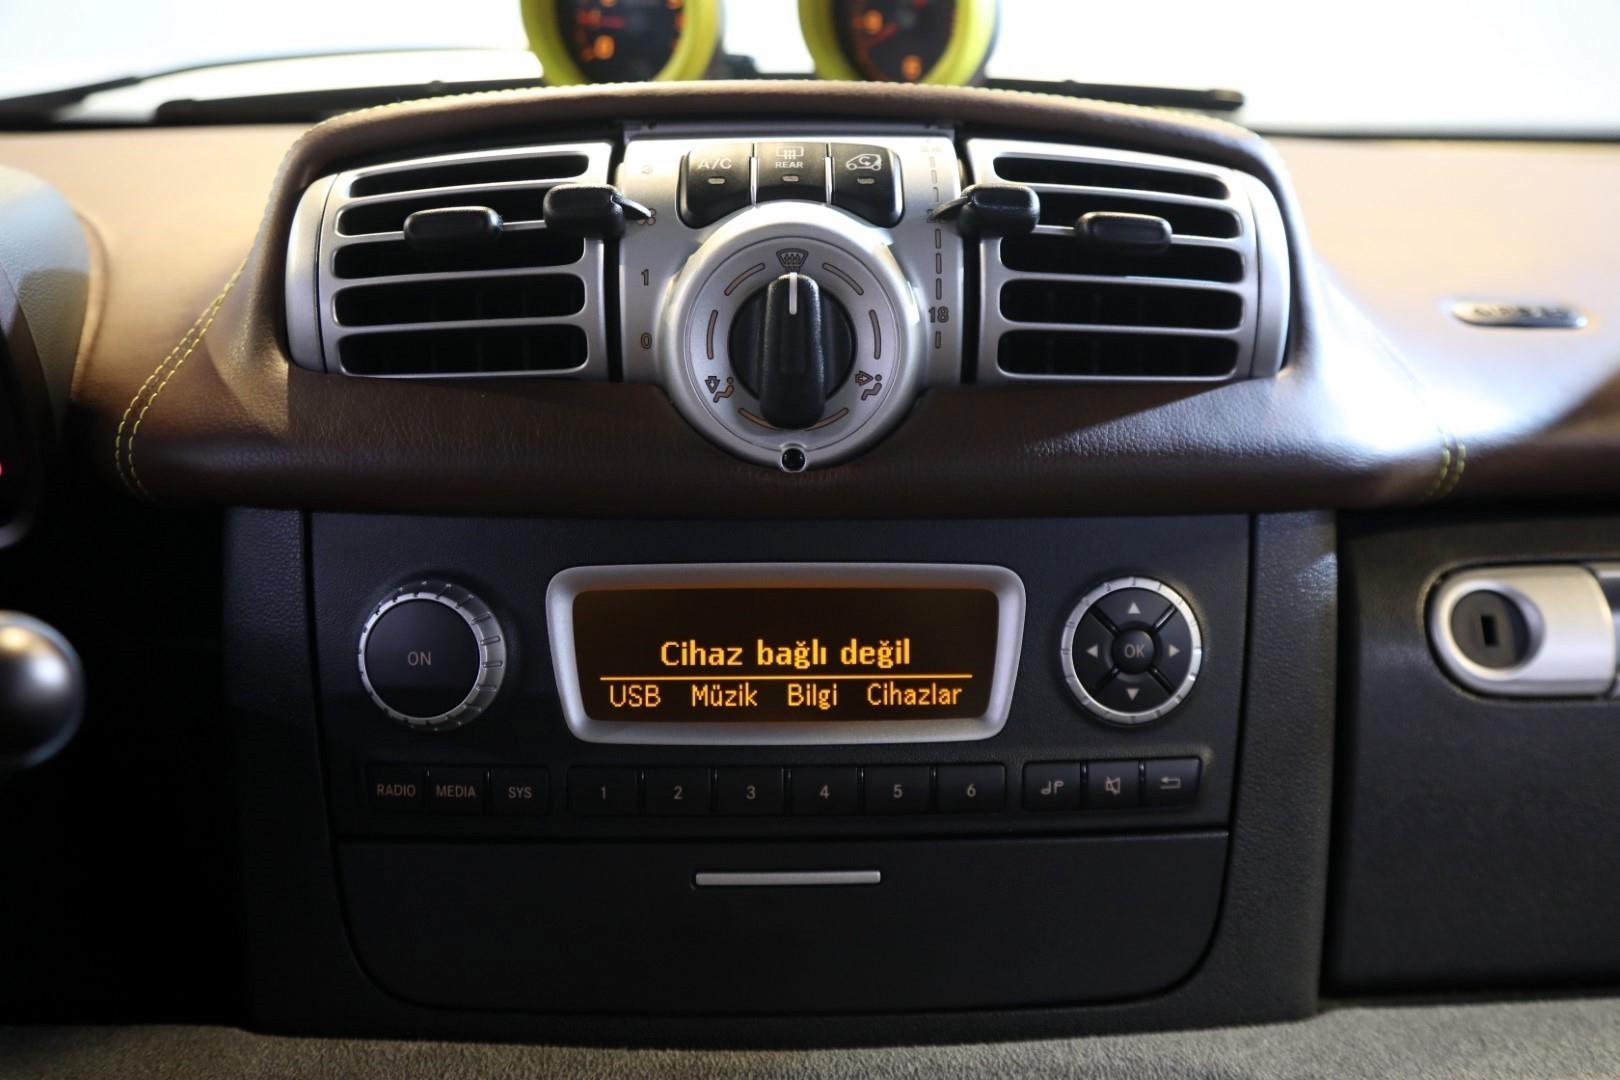 A/C REAR
1
18
0
ON
Cihaz bağlı değil
USB Müzik Bilgi Cihazlar
OK
RADIO MEDIA SYS 1 2 3 4 5 6